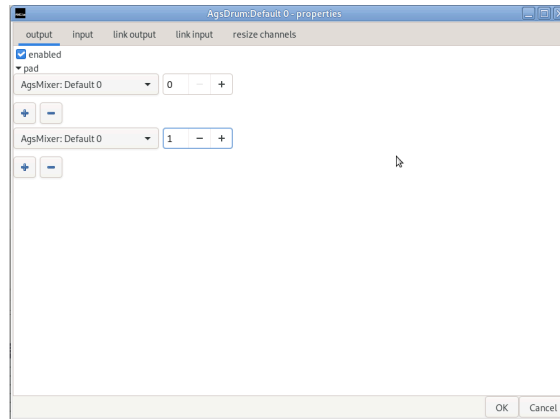 AgsDrum:Default 0 - properties
output input link output link input resize channels
enabled
pad
AgsMixer: Default 0 0 − +
+ −
AgsMixer: Default 0 1 − +
+ −
OK Cancel